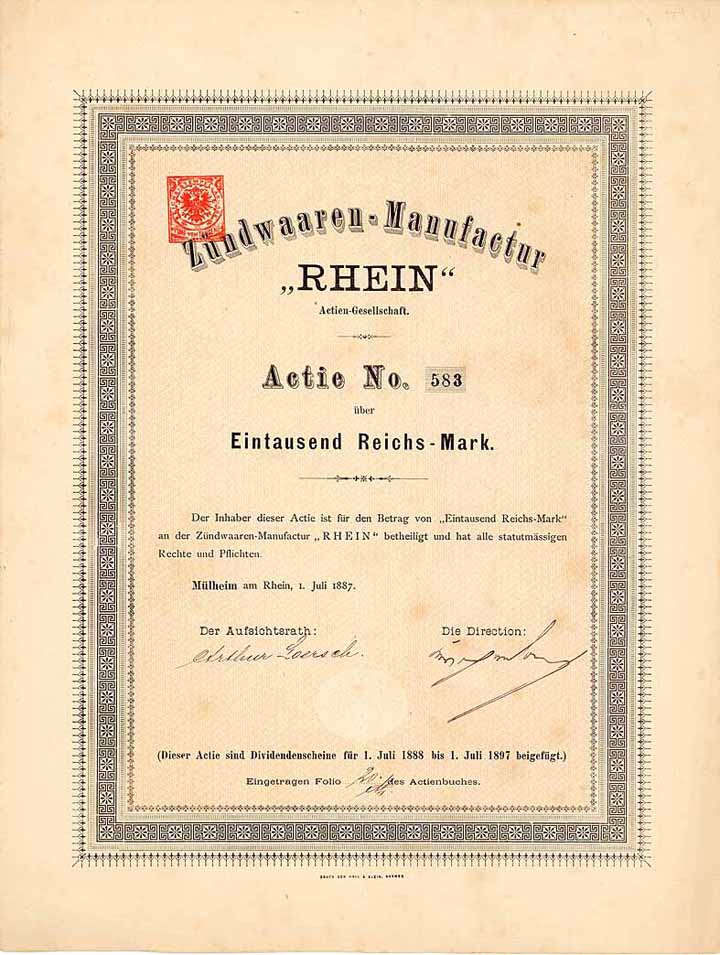 Zündwaaren-Manufactur
„RHEIN“
Actien-Gesellschaft.
Actie No. 583
über
Eintausend Reichs-Mark.
Der Inhaber dieser Actie ist für den Betrag von „Eintausend Reichs-Mark“
an der Zündwaaren-Manufactur „RHEIN“ betheiligt und hat alle statutmässigen
Rechte und Pflichten.
Mülheim am Rhein, 1. Juli 1887.
Der Aufsichtsrath: Die Direction:
Arthur Loersch.
(Dieser Actie sind Dividendenscheine für 1. Juli 1888 bis 1. Juli 1897 beigefügt.)
Eingetragen Folio des Actienbuches.